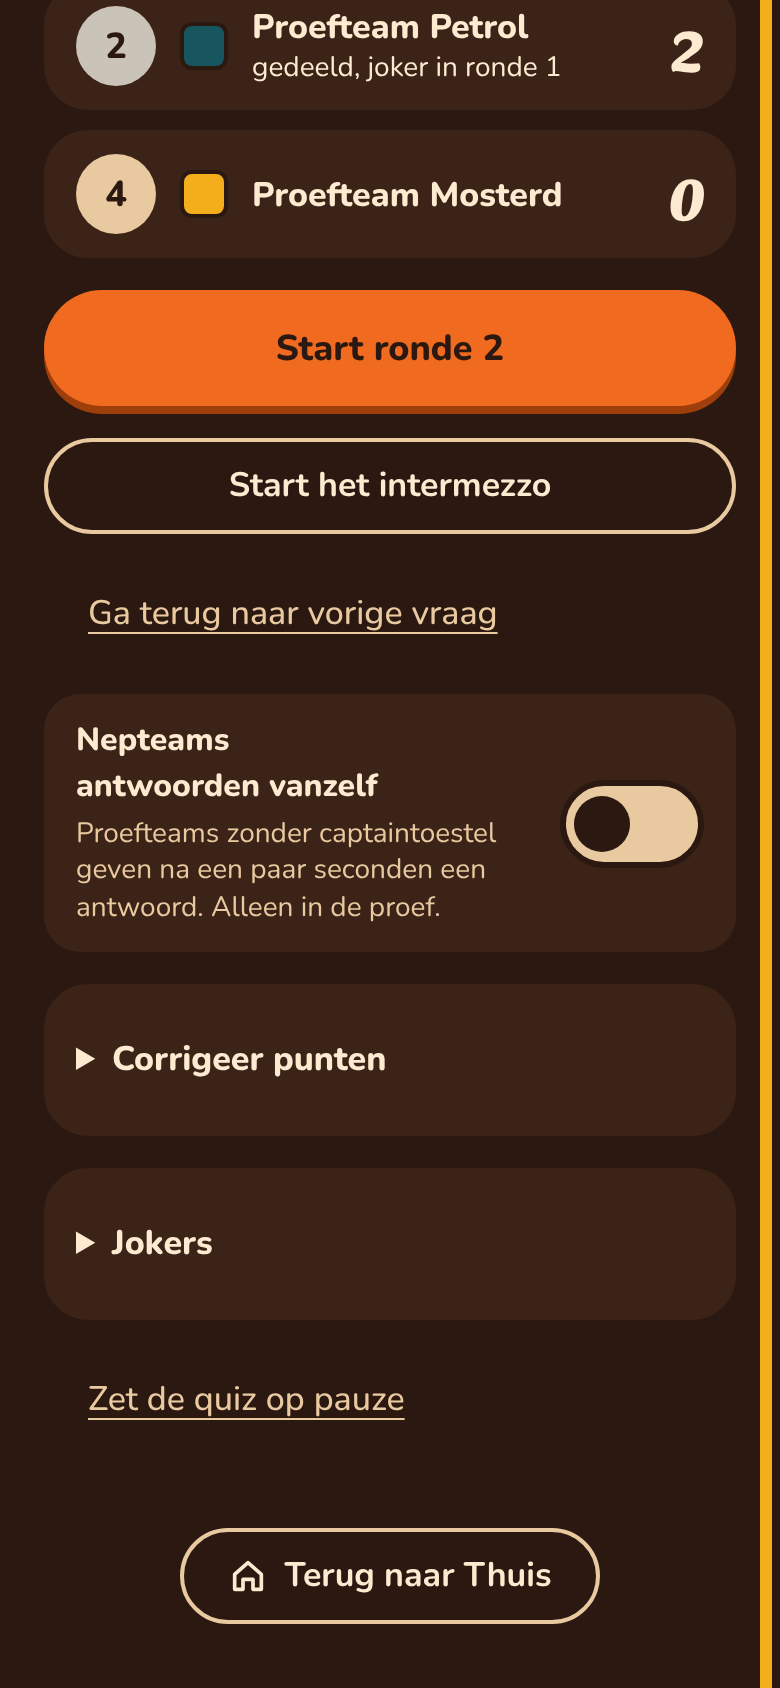 2
Proefteam Petrol
gedeeld, joker in ronde 1
2
4
Proefteam Mosterd
0
Start ronde 2
Start het intermezzo
Ga terug naar vorige vraag
Nepteams
antwoorden vanzelf
Proefteams zonder captaintoestel
geven na een paar seconden een
antwoord. Alleen in de proef.
Corrigeer punten
Jokers
Zet de quiz op pauze
Terug naar Thuis